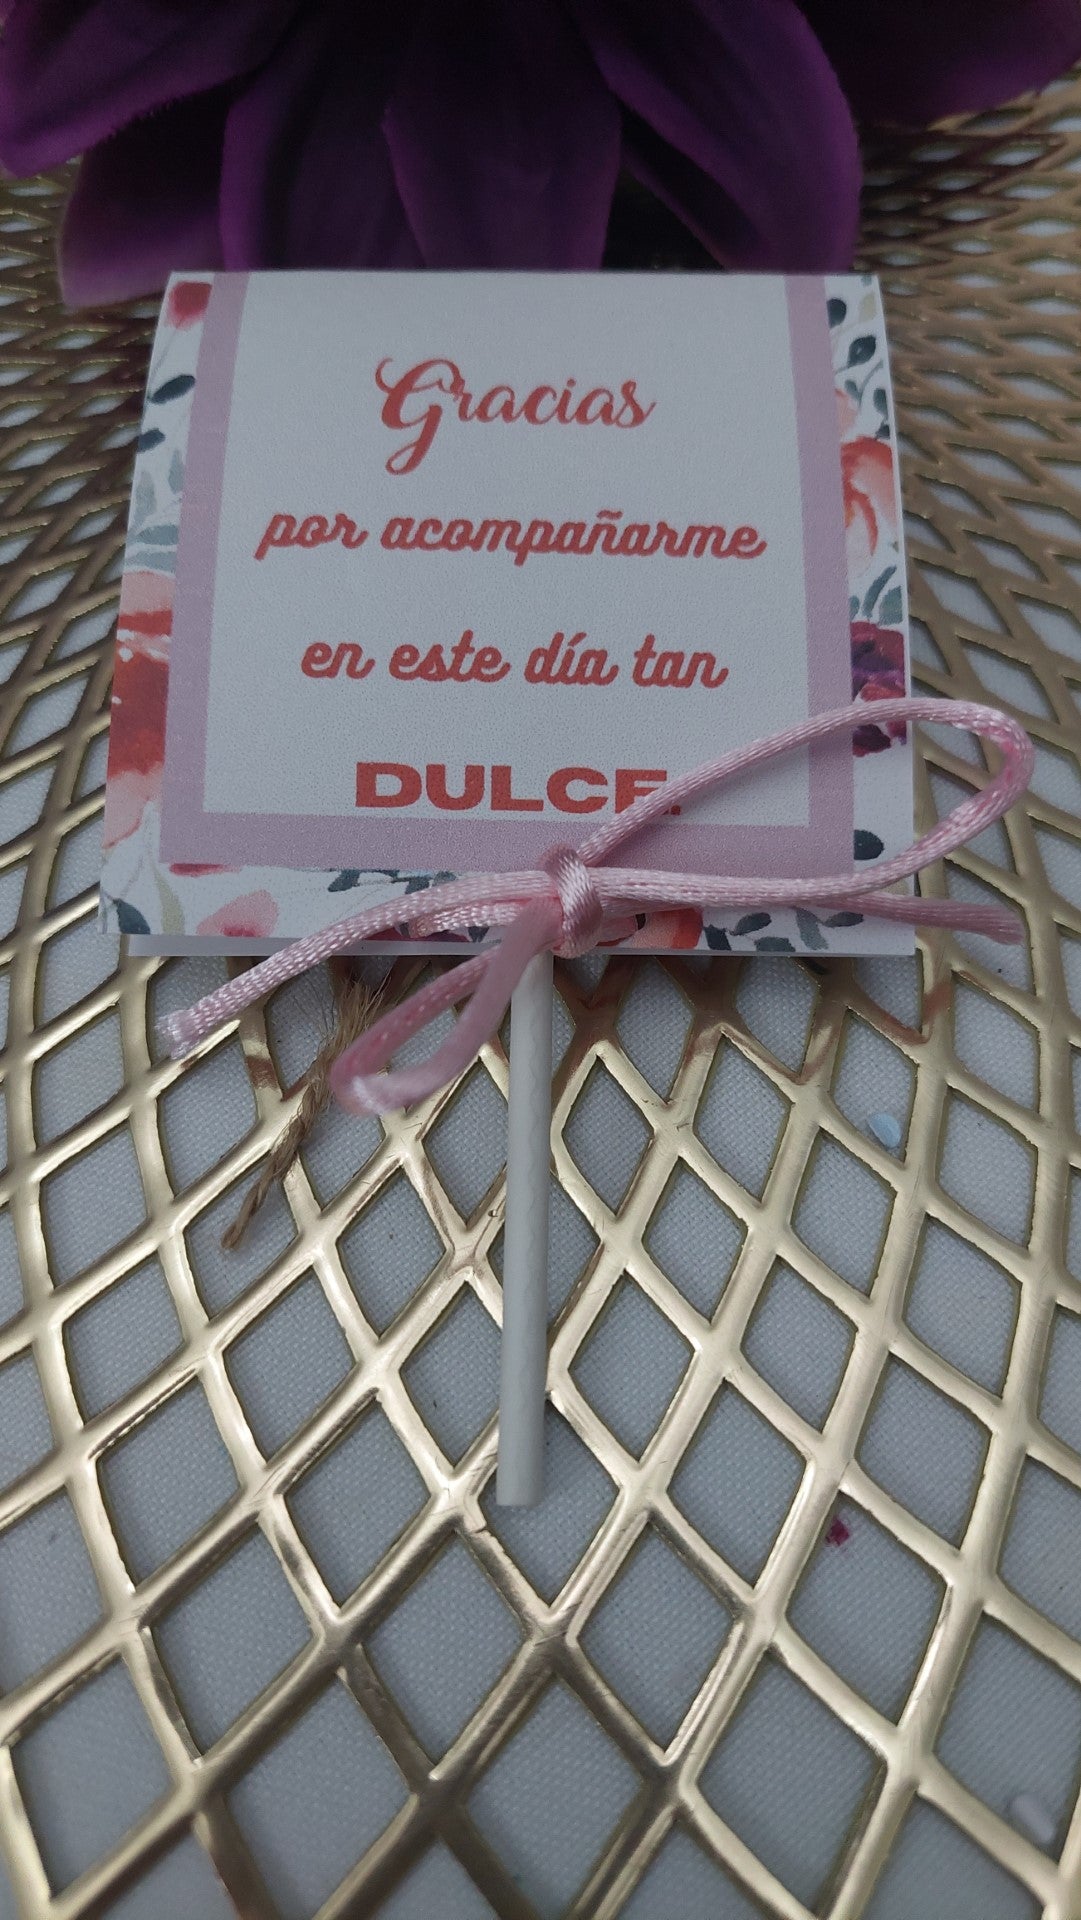 Gracias
por acompañarme
en este día tan
DULCE.